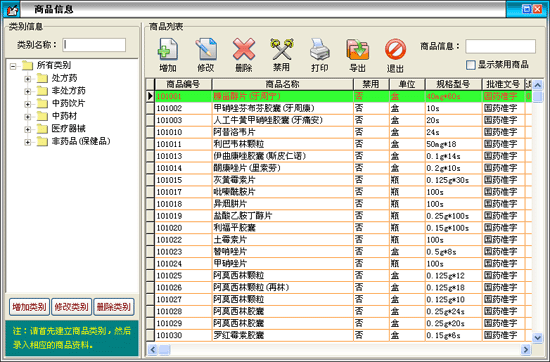 商品信息
类别信息
类别名称:
所有类别
处方药
非处方药
中药饮片
中药材
医疗器械
非药品(保健品)
增加类别 修改类别 删除类别
注:请首先建立商品类别,然后
录入相应的商品资料。
商品列表
增加 修改 删除 禁用 打印 导出 退出
商品信息:
显示禁用商品
商品编号 商品名称 禁用 单位 规格型号 批准文号
101001 (牙周宁) 否 盒 40mg*60s 国药准字
101002 甲硝唑芬布芬胶囊(牙周康) 否 盒 10s 国药准字
101003 人工牛黄甲硝唑胶囊(牙痛安) 否 盒 20s 国药准字
101010 阿昔洛韦片 否 盒 24s 国药准字
101011 利巴韦林颗粒 否 盒 50mg*18 国药准字
101013 伊曲康唑胶囊(斯皮仁诺) 否 盒 0.1g*14s 国药准字
101014 酮康唑片(里素劳) 否 盒 0.2g*10s 国药准字
101015 灰黄霉素片 否 瓶 0.125g*30s 国药准字
101017 吡嗪酰胺片 否 瓶 100s 国药准字
101018 异烟肼片 否 瓶 100s 国药准字
101019 盐酸乙胺丁醇片 否 瓶 0.25g*100s 国药准字
101020 利福平胶囊 否 瓶 0.15g*100s 国药准字
101022 土霉素片 否 瓶 100s 国药准字
101023 替硝唑片 否 盒 0.5g*8s 国药准字
101024 甲硝唑片 否 瓶 100s 国药准字
101025 阿莫西林颗粒 否 盒 0.125g*12 国药准字
101026 阿莫西林颗粒(再林) 否 盒 0.125g*18 国药准字
101027 阿莫西林颗粒 否 盒 0.125g*10 国药准字
101028 阿莫西林胶囊 否 盒 0.25g*24s 国药准字
101029 阿莫西林胶囊 否 盒 0.25g*20s 国药准字
101030 罗红霉素胶囊 否 盒 0.15g*6s 国药准字